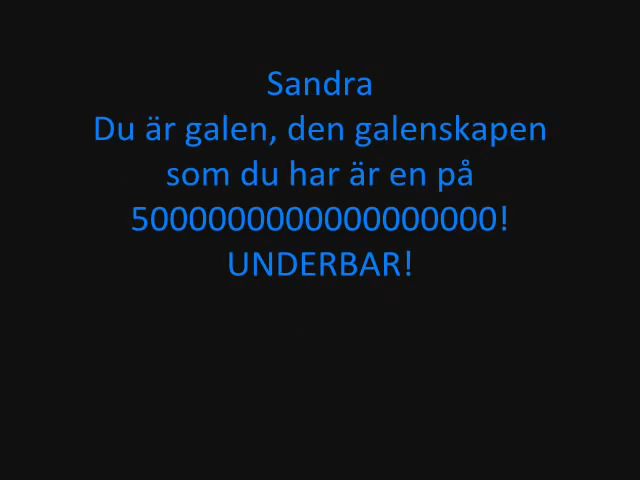 Sandra
Du är galen, den galenskapen
som du har är en på
5000000000000000000!
UNDERBAR!